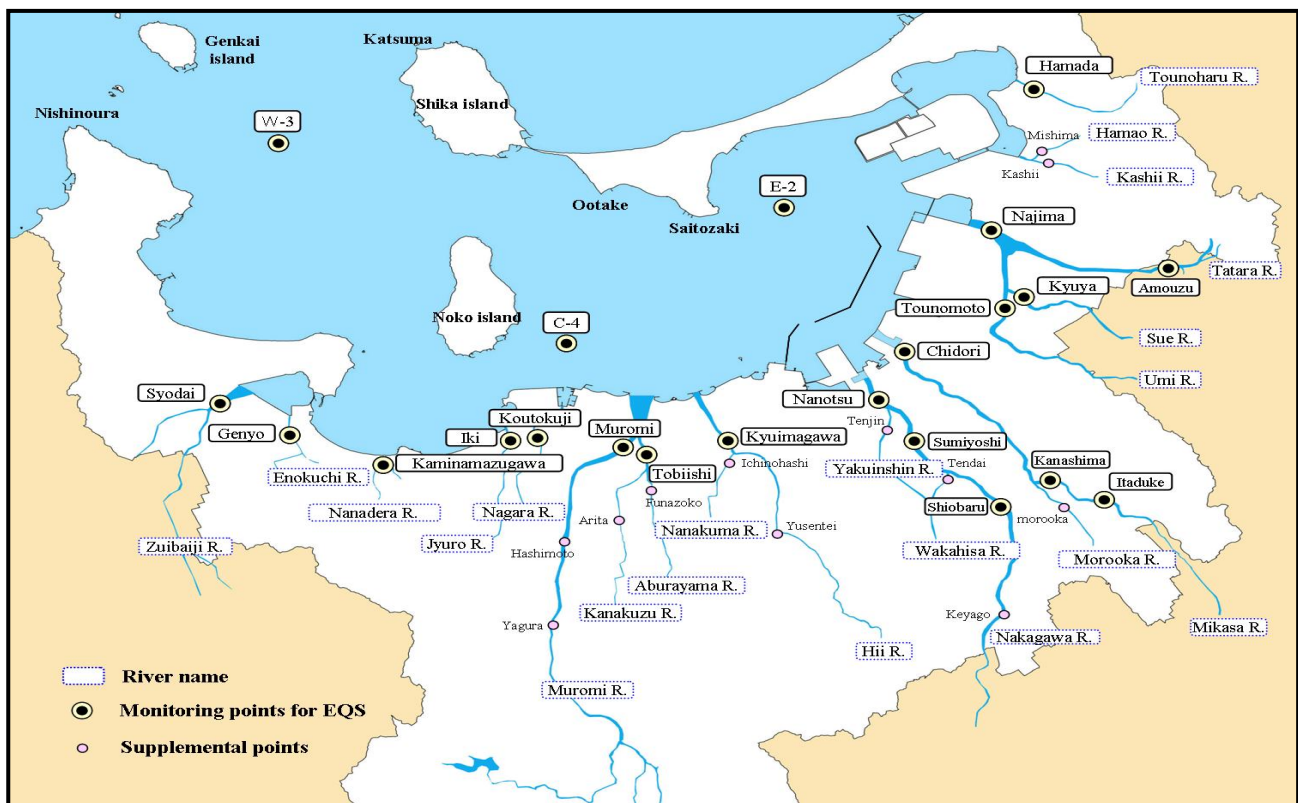 Genkai
island
Katsuma
Hamada
Tounoharu R.
Nishinoura
Shika island
W-3
Mishima
Hamao R.
Kashii
Kashii R.
E-2
Ootake
Saitozaki
Najima
Tatara R.
Amouzu
Kyuya
Tounomoto
Noko island
C-4
Sue R.
Chidori
Umi R.
Syodai
Nanotsu
Koutokuji
Tenjin
Genyo
Iki
Muromi
Kyuimagawa
Sumiyoshi
Kaminamazugawa
Tobiishi
Ichinohashi
Tendai
Kanashima
Enokuchi R.
Yakuinshin R.
Itaduke
Funazoko
Nanadera R.
Nagara R.
Shiobaru
morooka
Arita
Nanakuma R.
Yusentei
Zuibaiji R.
Jyuro R.
Hashimoto
Wakahisa R.
Morooka R.
Aburayama R.
Kanakuzu R.
Keyago
Yagura
Mikasa R.
Nakagawa R.
Hii R.
River name
Muromi R.
Monitoring points for EQS
Supplemental points